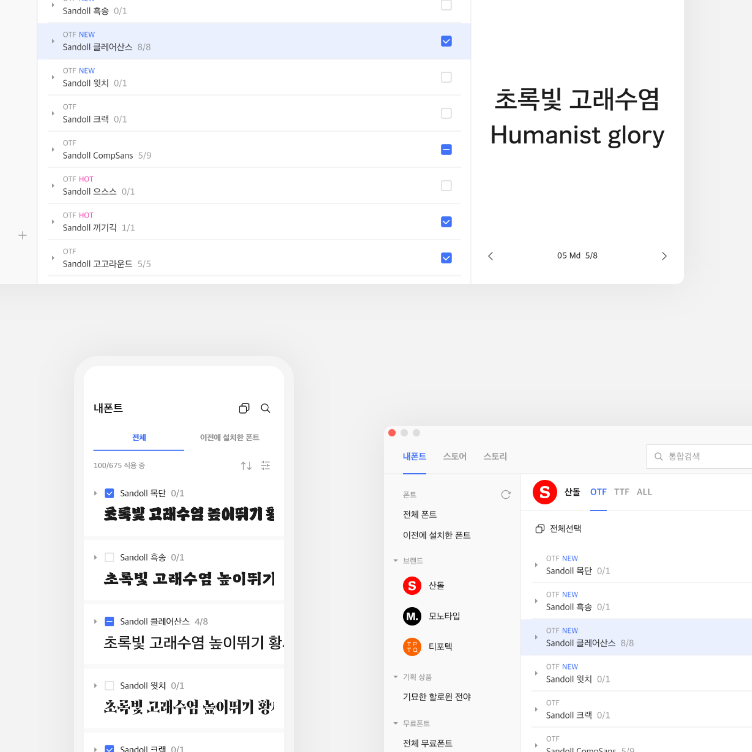 OTF NEW
Sandoll 흑송 0/1
OTF NEW
Sandoll 클레어산스 8/8
OTF NEW
Sandoll 윗치 0/1
OTF
Sandoll 크랙 0/1
OTF
Sandoll CompSans 5/9
OTF HOT
Sandoll 으스스 0/1
OTF HOT
Sandoll 끼기긱 1/1
OTF
Sandoll 고고라운드 5/5
초록빛 고래수염
Humanist glory
05 Md 5/8
내폰트
전체 이전에 설치한 폰트
100/675 사용 중
Sandoll 목단 0/1
초록빛 고래수염 높이뛰기 황
Sandoll 흑송 0/1
초록빛 고래수염 높이뛰기
Sandoll 클레어산스 4/8
초록빛 고래수염 높이뛰기 황
Sandoll 윗치 0/1
초록빛 고래수염 높이뛰기 황
Sandoll 크랙 0/1
내폰트 스토어 스토리
통합검색
폰트
전체 폰트
이전에 설치한 폰트
브랜드
S 산돌
M. 모노타입
TPTO 티포텍
기획 상품
기묘한 할로윈 전야
무료폰트
전체 무료폰트
S 산돌 OTF TTF ALL
전체선택
OTF NEW
Sandoll 목단 0/1
OTF NEW
Sandoll 흑송 0/1
OTF NEW
Sandoll 클레어산스 8/8
OTF NEW
Sandoll 윗치 0/1
OTF
Sandoll 크랙 0/1
OTF
Sandoll CompSans 5/9